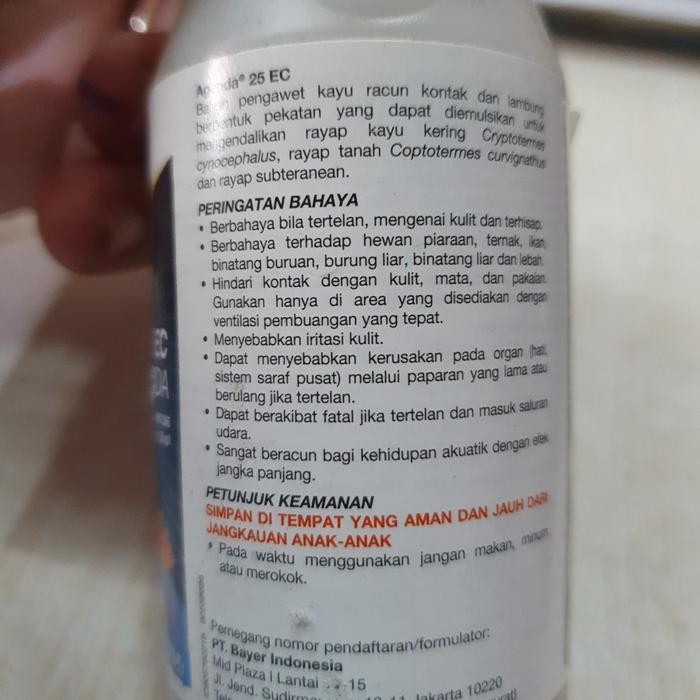 Agenda® 25 EC
Bahan pengawet kayu racun kontak dan lambung
berbentuk pekatan yang dapat diemulsikan untuk
mengendalikan rayap kayu kering Cryptotermes
cynocephalus, rayap tanah Coptotermes curvignathus
dan rayap subteranean.
PERINGATAN BAHAYA
• Berbahaya bila tertelan, mengenai kulit dan terhisap.
• Berbahaya terhadap hewan piaraan, ternak, ikan,
binatang buruan, burung liar, binatang liar dan lebah.
• Hindari kontak dengan kulit, mata, dan pakaian.
Gunakan hanya di area yang disediakan dengan
ventilasi pembuangan yang tepat.
• Menyebabkan iritasi kulit.
• Dapat menyebabkan kerusakan pada organ (hati,
sistem saraf pusat) melalui paparan yang lama atau
berulang jika tertelan.
• Dapat berakibat fatal jika tertelan dan masuk saluran
udara.
• Sangat beracun bagi kehidupan akuatik dengan efek
jangka panjang.
PETUNJUK KEAMANAN
SIMPAN DI TEMPAT YANG AMAN DAN JAUH DARI
JANGKAUAN ANAK-ANAK
• Pada waktu menggunakan jangan makan, minum
atau merokok.
Pemegang nomor pendaftaran/formulator:
PT. Bayer Indonesia
Mid Plaza I Lantai 15
Jl. Jend. Jakarta 10220
EC